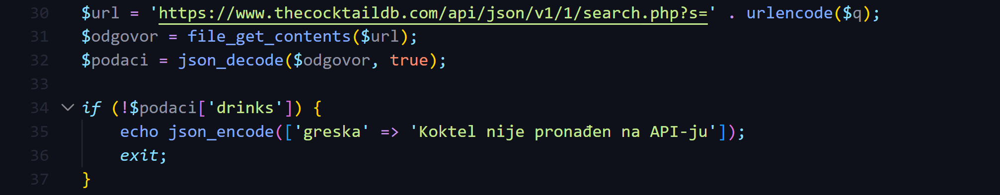 30 $url = 'https://www.thecocktaildb.com/api/json/v1/1/search.php?s=' . urlencode($q);
31 $odgovor = file_get_contents($url);
32 $podaci = json_decode($odgovor, true);
33
34 if (!$podaci['drinks']) {
35     echo json_encode(['greska' => 'Koktel nije pronađen na API-ju']);
36     exit;
37 }